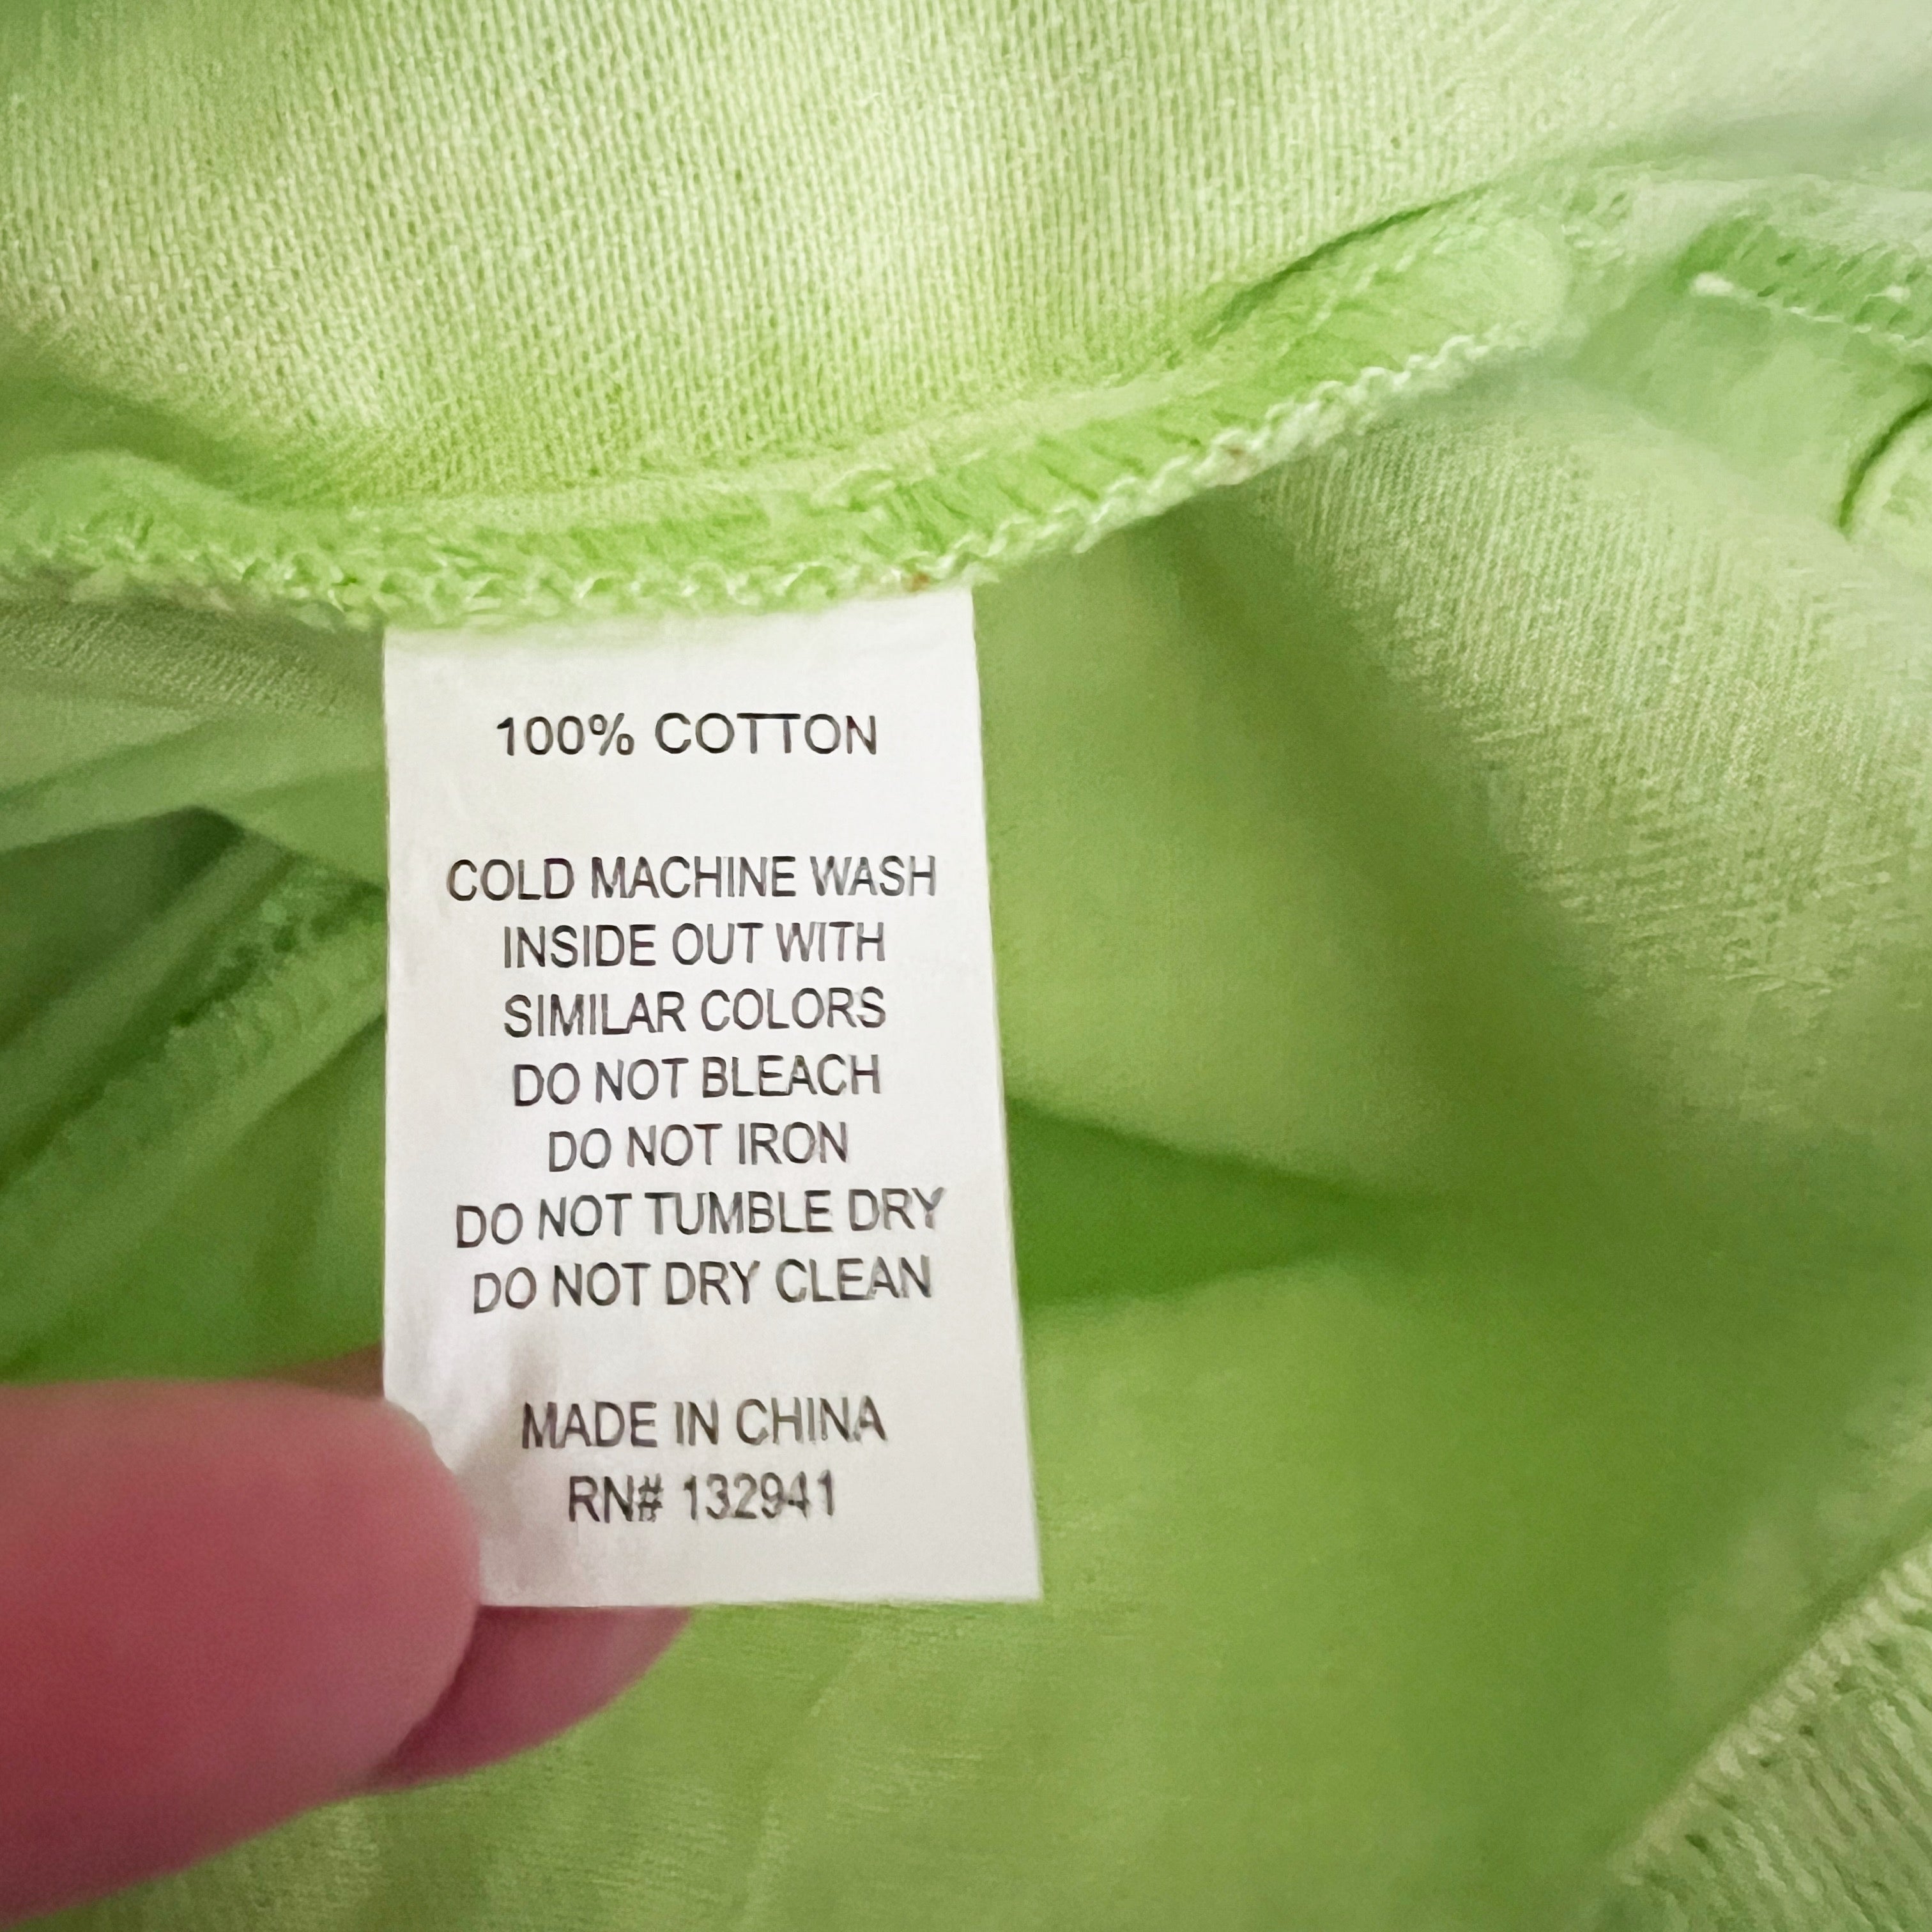 100% COTTON
COLD MACHINE WASH
INSIDE OUT WITH
SIMILAR COLORS
DO NOT BLEACH
DO NOT IRON
DO NOT TUMBLE DRY
DO NOT DRY CLEAN
MADE IN CHINA
RN# 132941